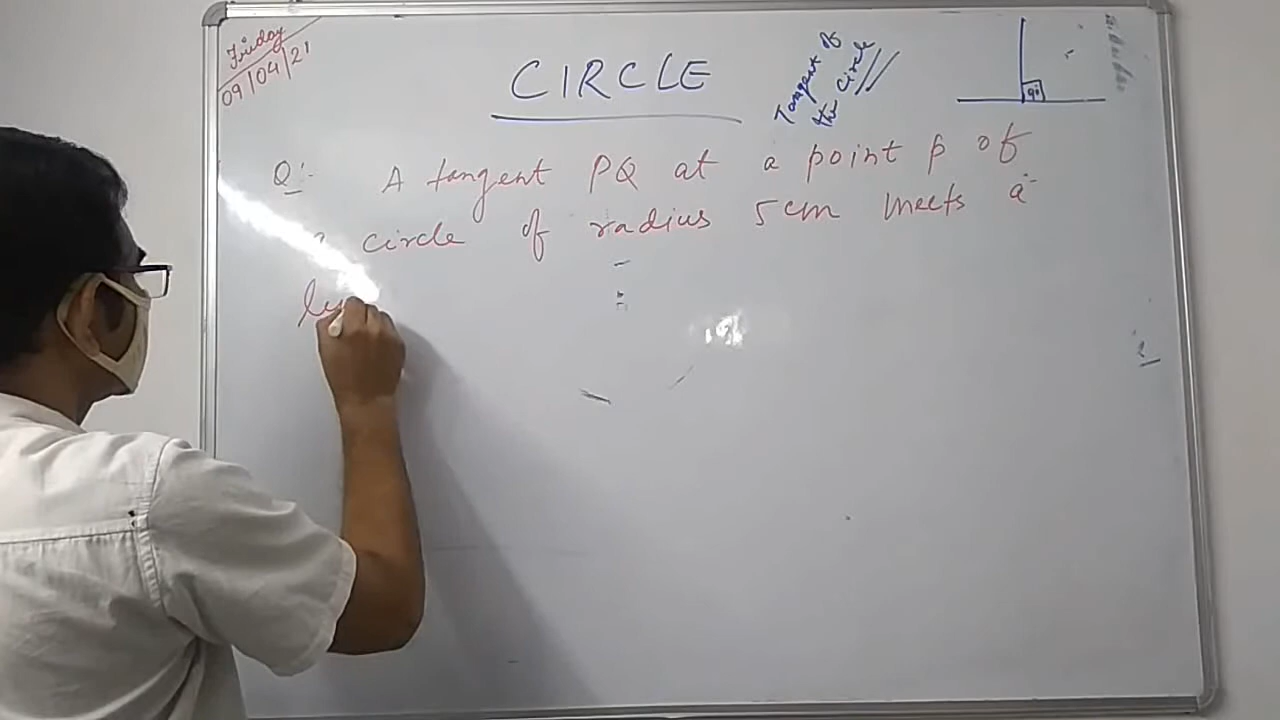 Friday
09/04/21
CIRCLE
Tangent of
the Circle
90°
Q:- A tangent PQ at a point P of
circle of radius 5cm meets a